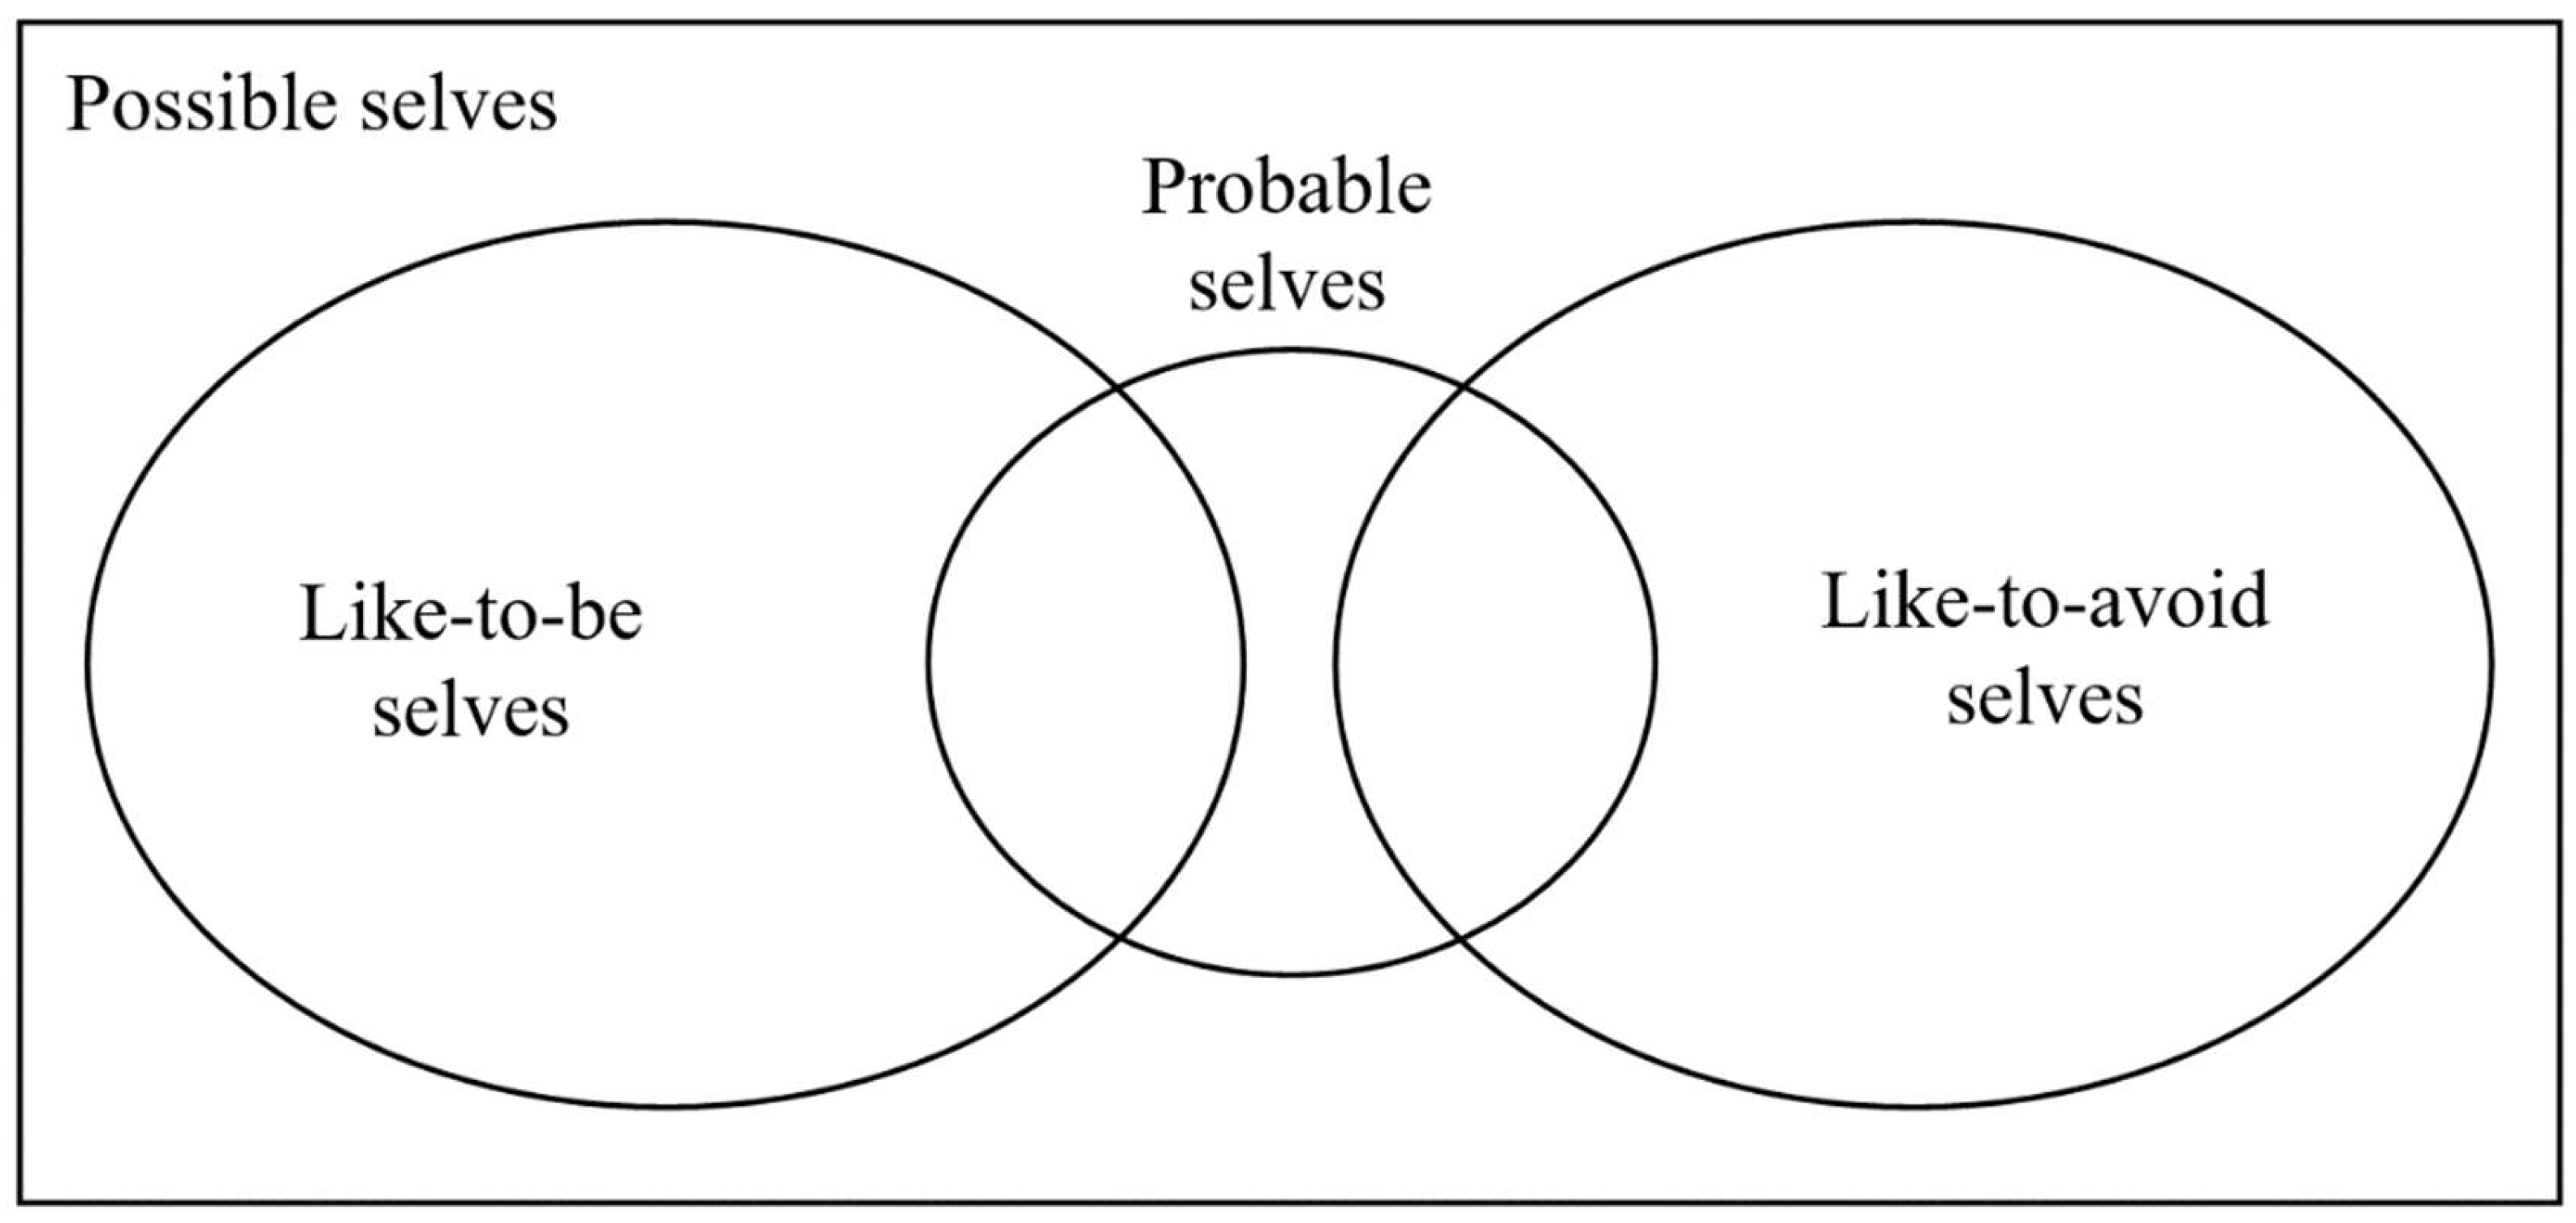 Possible selves
Probable
selves
Like-to-be
selves
Like-to-avoid
selves